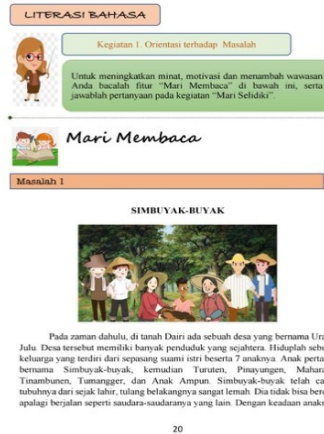 LITERASI BAHASA
Kegiatan 1. Orientasi terhadap Masalah
Untuk meningkatkan minat, motivasi dan menambah wawasan
Anda bacalah fitur "Mari Membaca" di bawah ini, serta
jawablah pertanyaan pada kegiatan "Mari Selidiki".
Mari Membaca
Masalah 1
SIMBUYAK-BUYAK
Pada zaman dahulu, di tanah Dairi ada sebuah desa yang bernama
Julu. Desa tersebut memiliki banyak penduduk yang sejahtera. Hiduplah
keluarga yang terdiri dari sepasang suami istri beserta 7 anaknya. Anak
bernama Simbuyak-buyak, kemudian Turuten, Pinayungen,
Tinambunen, Tumangger, dan Anak Ampun. Simbuyak-buyak telah
tubuhnya dari sejak lahir, tulang belakangnya sangat lemah. Dia tidak bisa
apalagi berjalan seperti saudara-saudaranya yang lain. Dengan keadaan
20